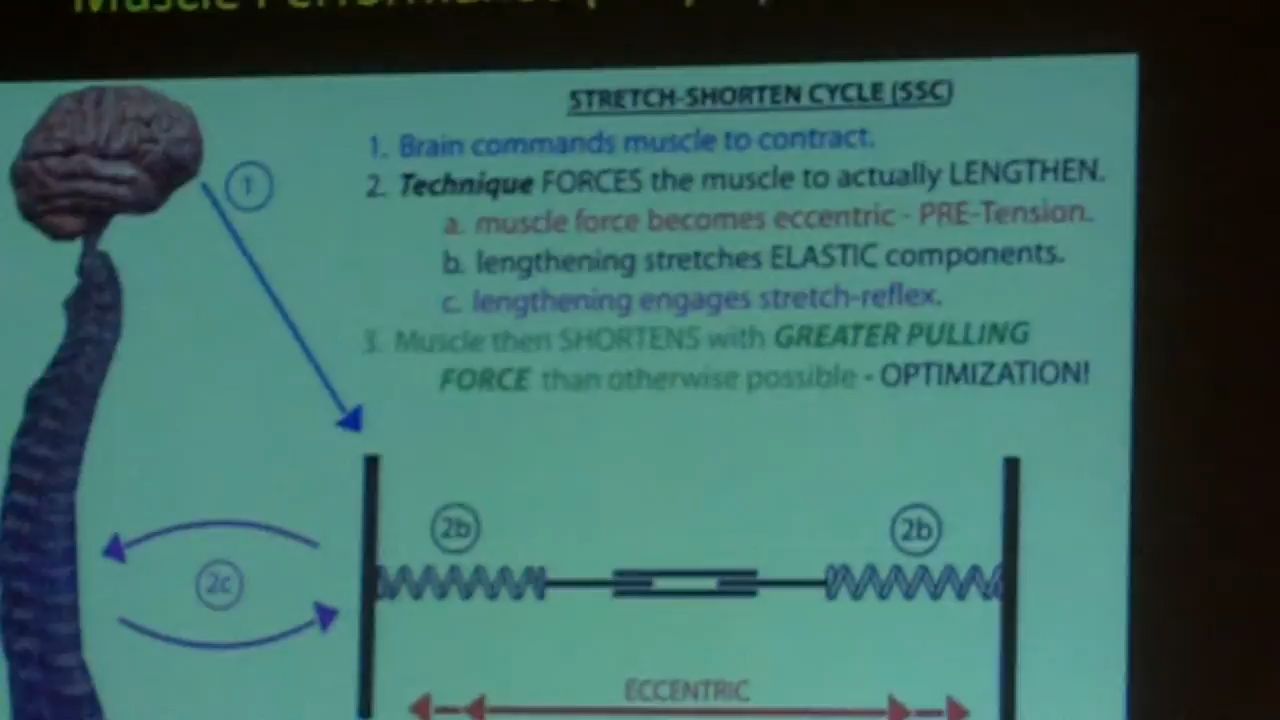 STRETCH-SHORTEN CYCLE (SSC)
1. Brain commands muscle to contract.
2. Technique FORCES the muscle to actually LENGTHEN.
a. muscle force becomes eccentric - PRE-Tension.
b. lengthening stretches ELASTIC components.
c. lengthening engages stretch-reflex.
3. Muscle then SHORTENS with GREATER PULLING
FORCE than otherwise possible - OPTIMIZATION!
1
2b
2b
2c
ECCENTRIC